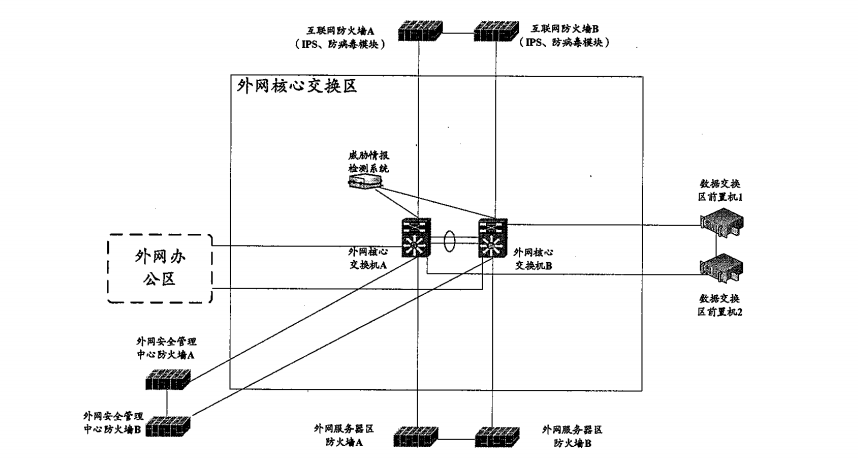 互联网防火墙A
（IPS、防病毒模块）
互联网防火墙B
（IPS、防病毒模块）
外网核心交换区
威胁情报
检测系统
数据交换
区前置机1
外网办
公区
外网核心
交换机A
外网核心
交换机B
数据交换
区前置机2
外网安全管理
中心防火墙A
外网安全管理
中心防火墙B
外网服务器区
防火墙A
外网服务器区
防火墙B